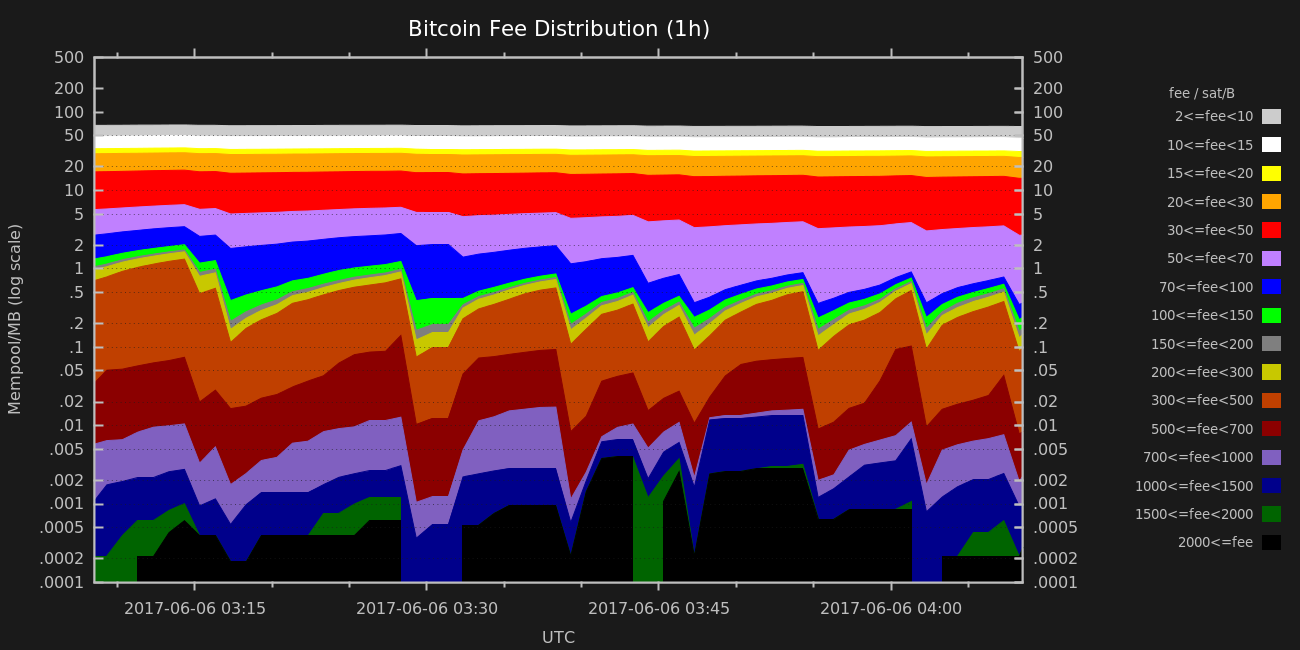 Bitcoin Fee Distribution (1h)
Mempool/MB (log scale)
500
200
100
50
20
10
5
2
1
.5
.2
.1
.05
.02
.01
.005
.002
.001
.0005
.0002
.0001
500
200
100
50
20
10
5
2
1
.5
.2
.1
.05
.02
.01
.005
.002
.001
.0005
.0002
.0001
2017-06-06 03:15
2017-06-06 03:30
2017-06-06 03:45
2017-06-06 04:00
UTC
fee / sat/B
2<=fee<10
10<=fee<15
15<=fee<20
20<=fee<30
30<=fee<50
50<=fee<70
70<=fee<100
100<=fee<150
150<=fee<200
200<=fee<300
300<=fee<500
500<=fee<700
700<=fee<1000
1000<=fee<1500
1500<=fee<2000
2000<=fee